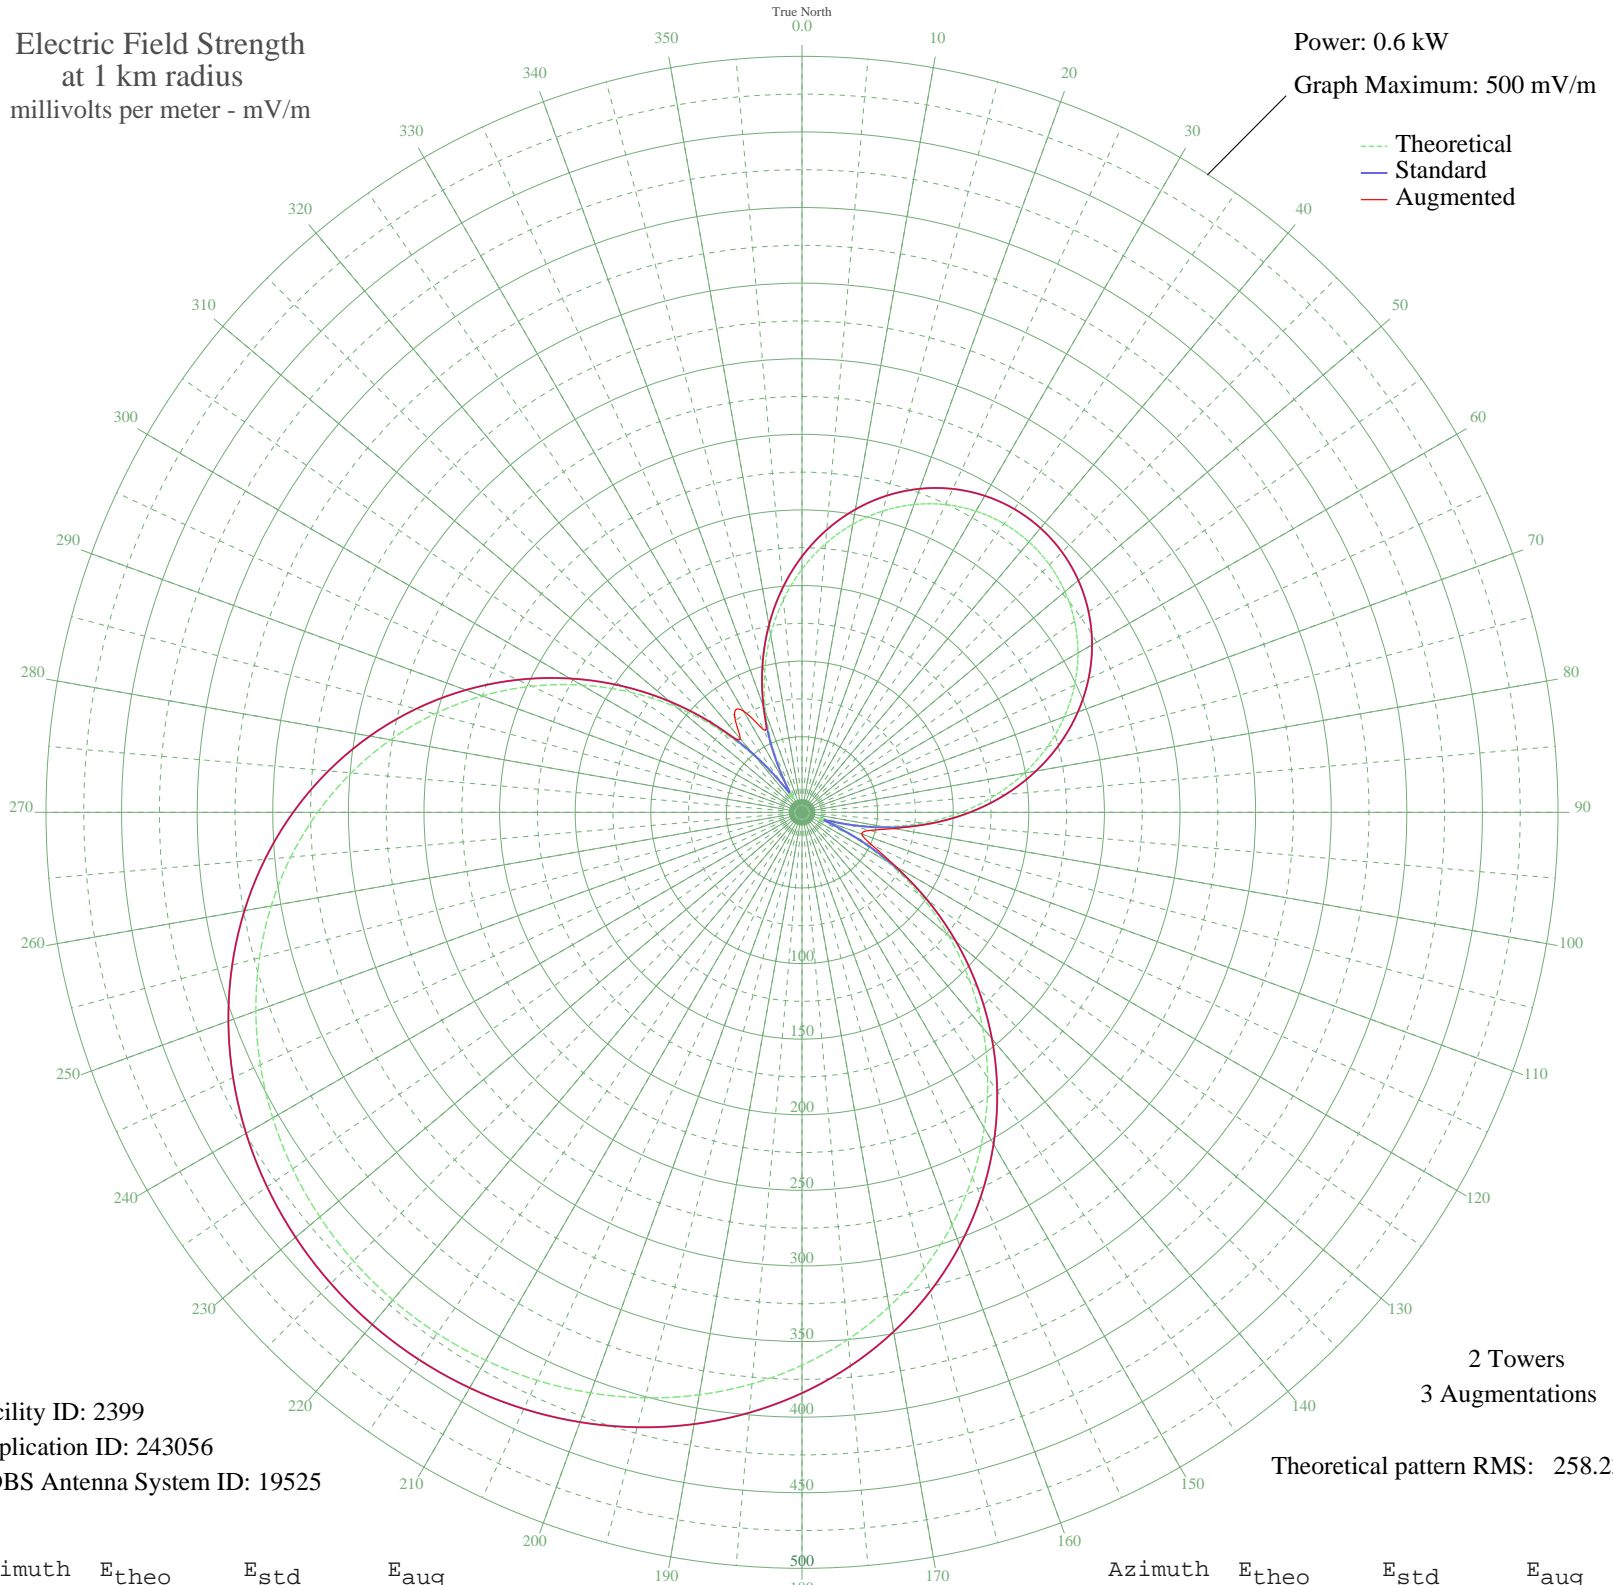 True North
0.0
Electric Field Strength
at 1 km radius
millivolts per meter - mV/m
Power: 0.6 kW
Graph Maximum: 500 mV/m
Theoretical
Standard
Augmented
10
20
30
40
50
60
70
80
90
100
110
120
130
140
150
160
170
190
200
210
220
230
240
250
260
270
280
290
300
310
320
330
340
350
100
150
200
250
300
350
400
450
500
2 Towers
3 Augmentations
Theoretical pattern RMS: 258.2
cility ID: 2399
plication ID: 243056
DBS Antenna System ID: 19525
imuth Etheo Estd Eaug
Azimuth Etheo Estd Eaug